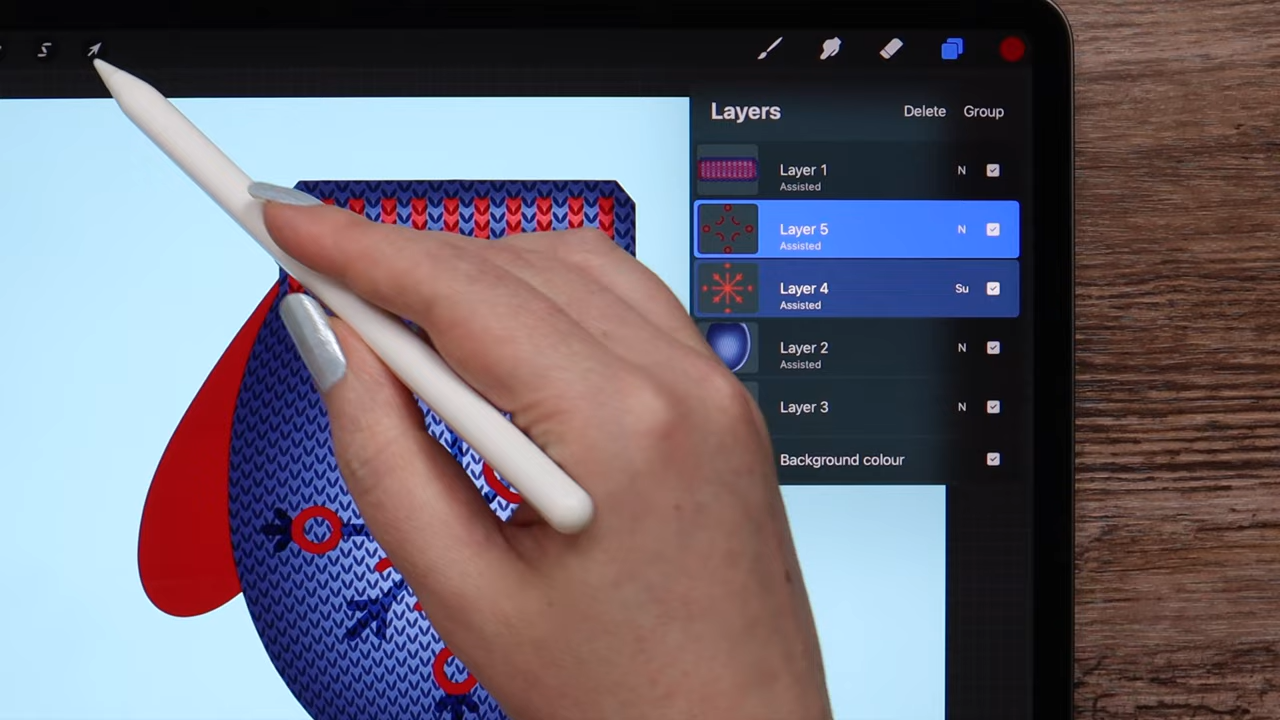 Layers Delete Group
Layer 1 N
Assisted
Layer 5 N
Assisted
Layer 4 Su
Assisted
Layer 2 N
Assisted
Layer 3 N
Background colour